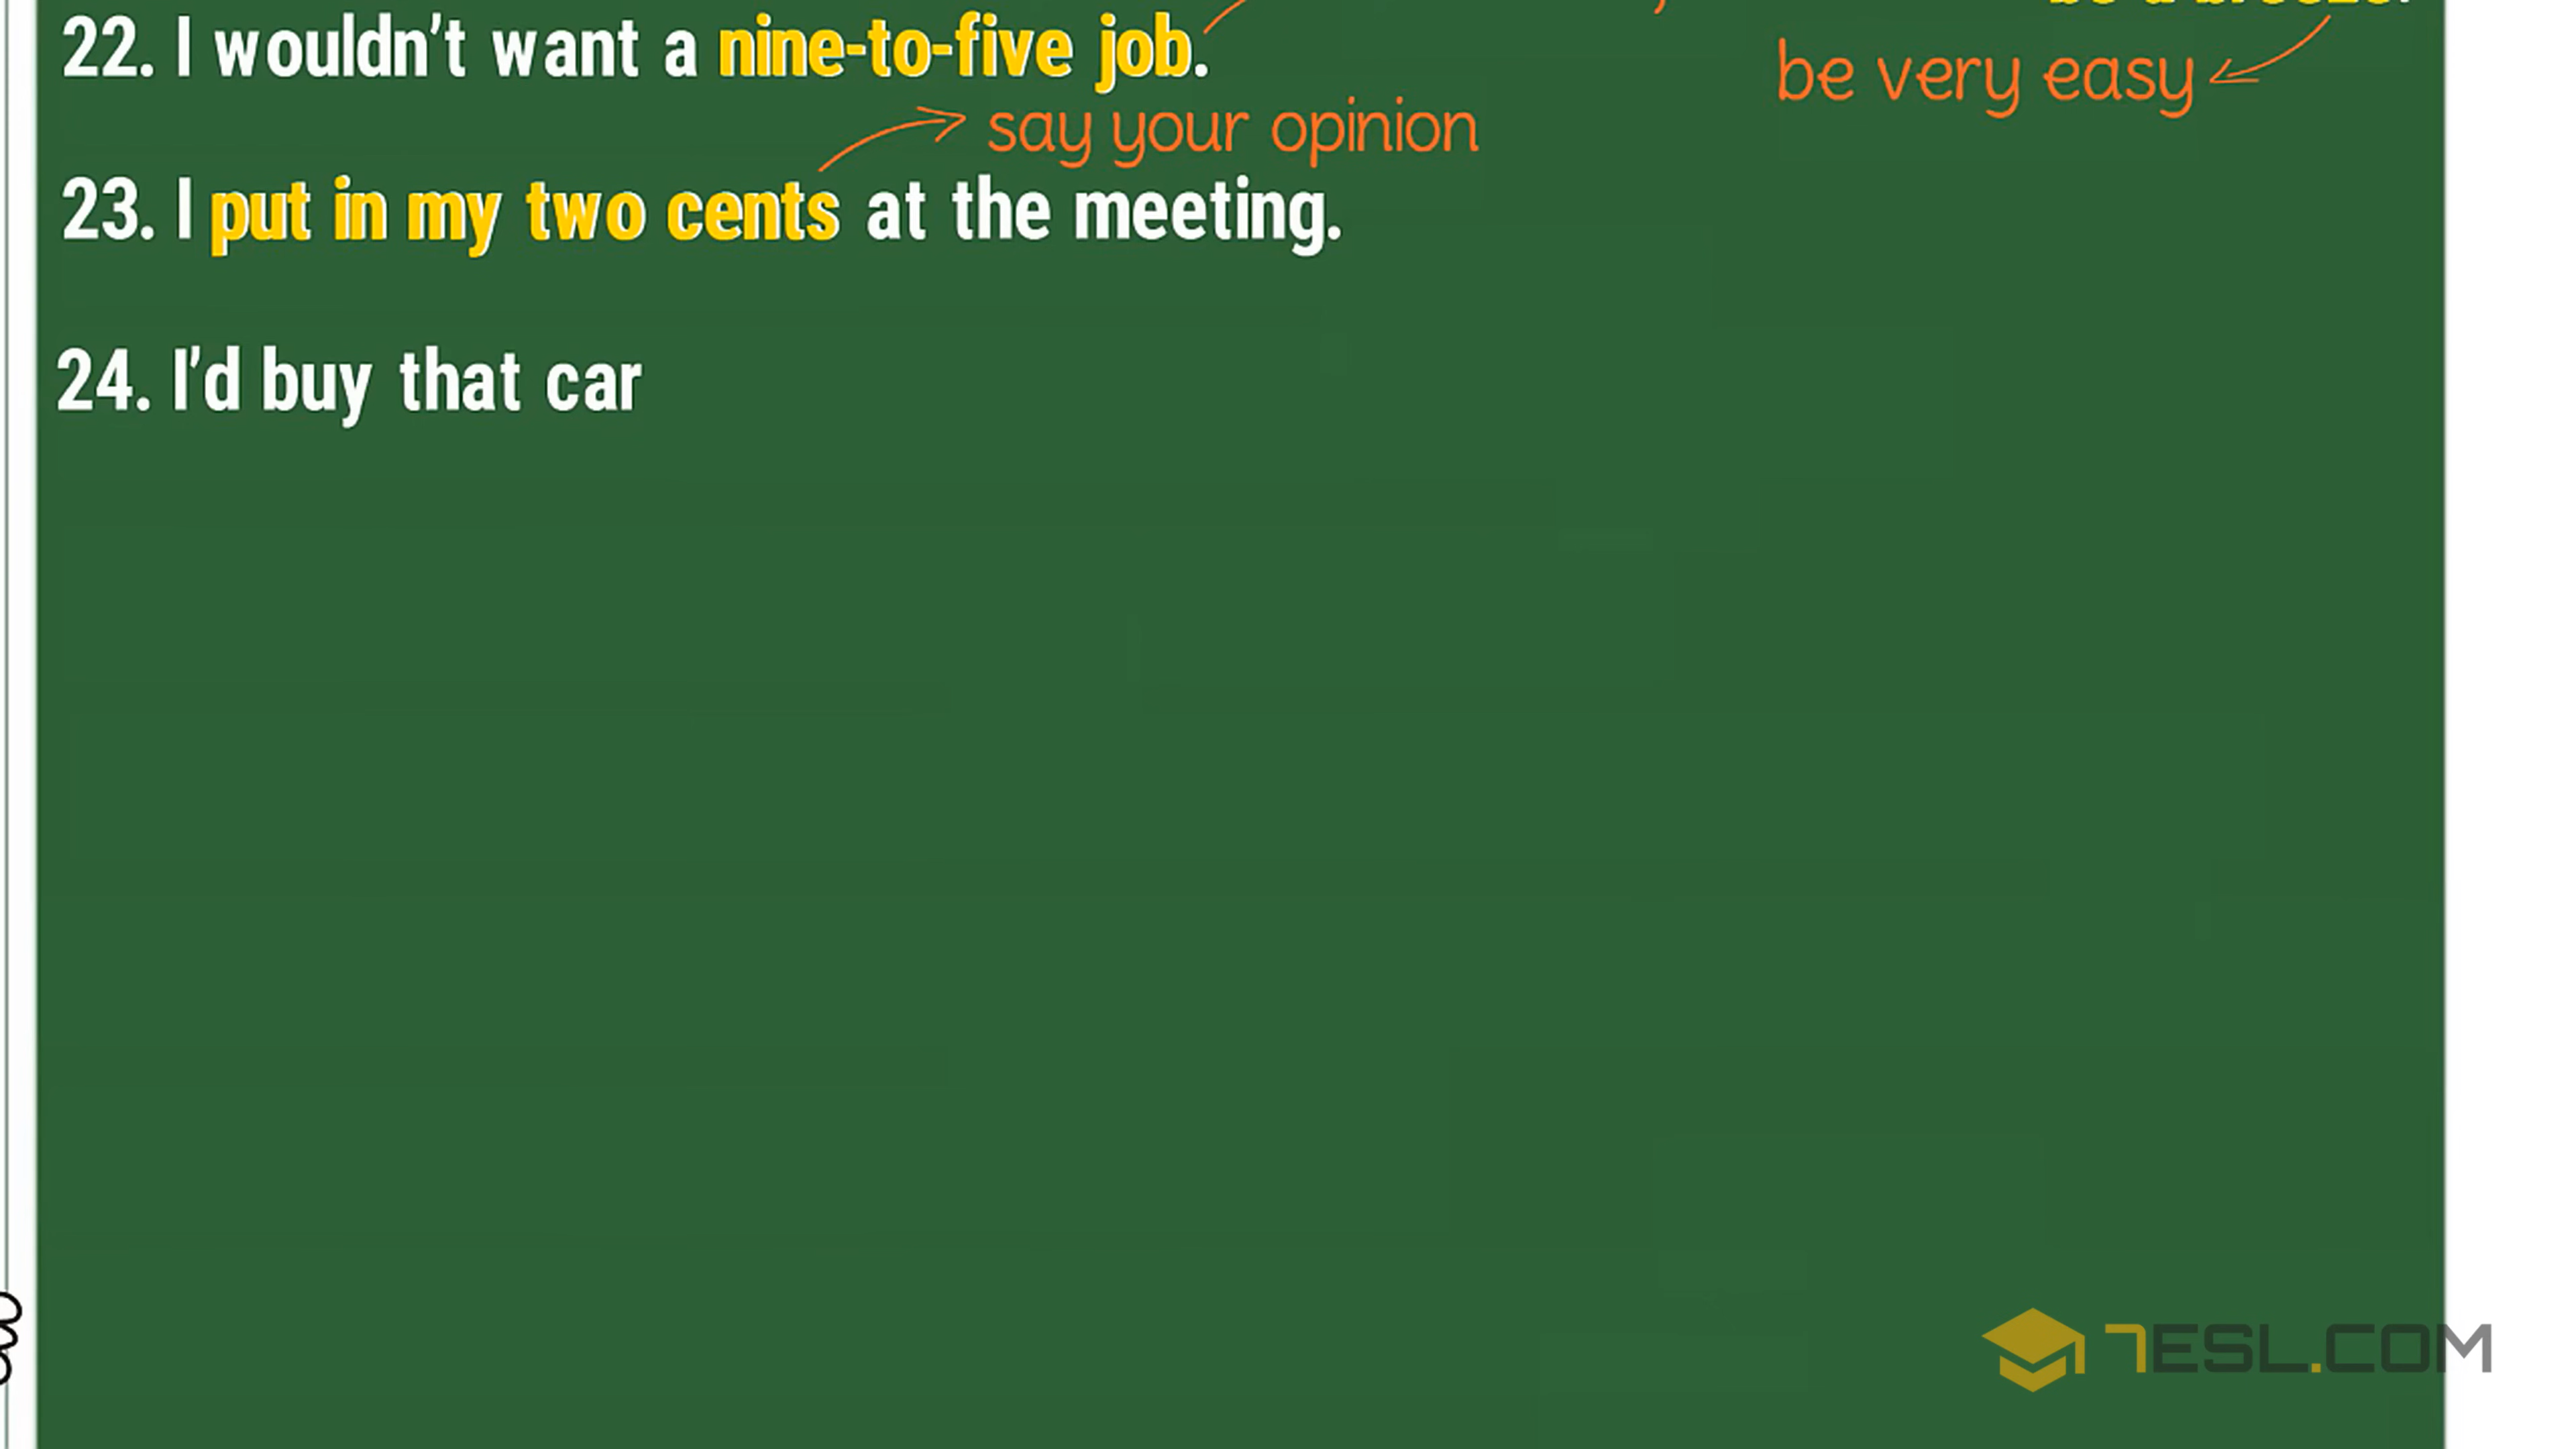 22. I wouldn't want a nine-to-five job.
be very easy
say your opinion
23. I put in my two cents at the meeting.
24. I'd buy that car
7ESL.COM